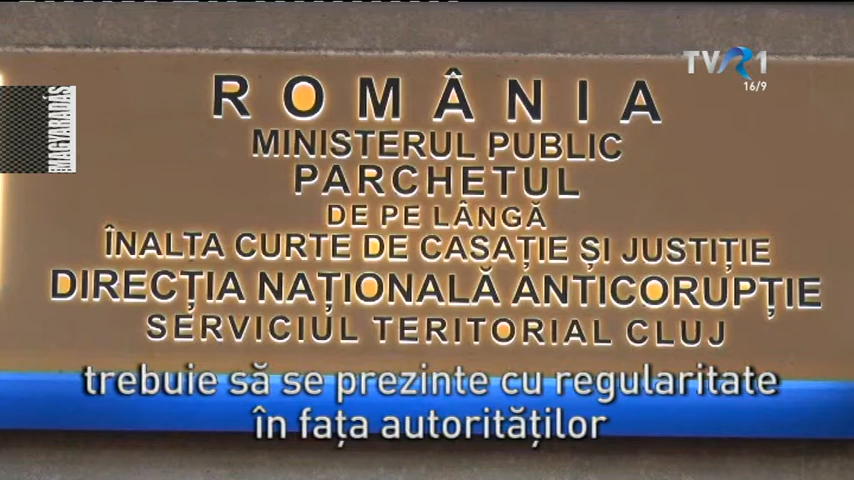 TVR1
16/9
MAGYARADÁS
ROMÂNIA
MINISTERUL PUBLIC
PARCHETUL
DE PE LÂNGĂ
ÎNALTA CURTE DE CASAȚIE ȘI JUSTIȚIE
DIRECȚIA NAȚIONALĂ ANTICORUPȚIE
SERVICIUL TERITORIAL CLUJ
trebuie să se prezinte cu regularitate
în fața autorităților